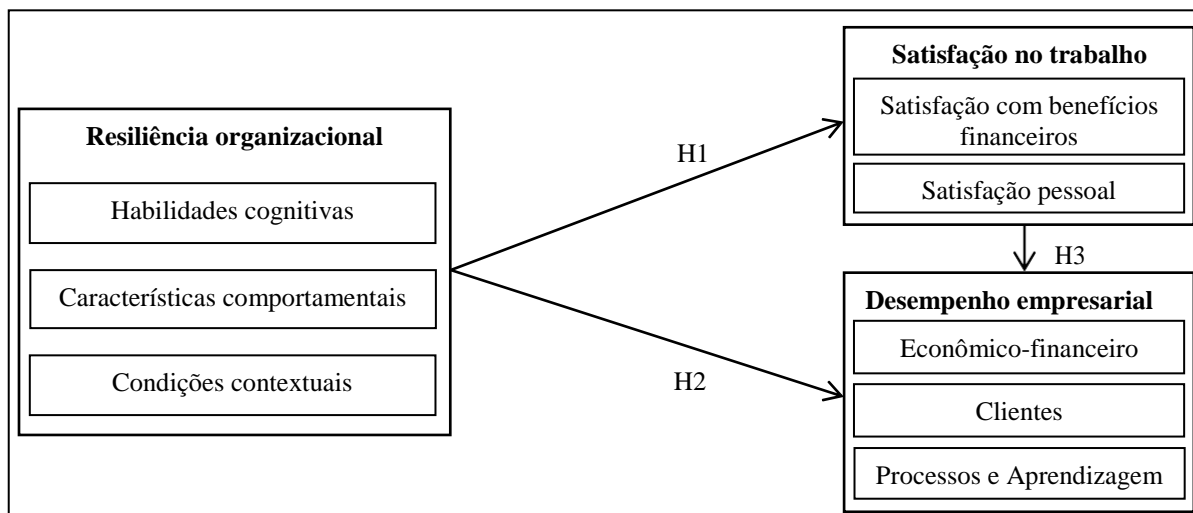 Resiliência organizacional
Habilidades cognitivas
Características comportamentais
Condições contextuais
H1
H2
Satisfação no trabalho
Satisfação com benefícios
financeiros
Satisfação pessoal
H3
Desempenho empresarial
Econômico-financeiro
Clientes
Processos e Aprendizagem